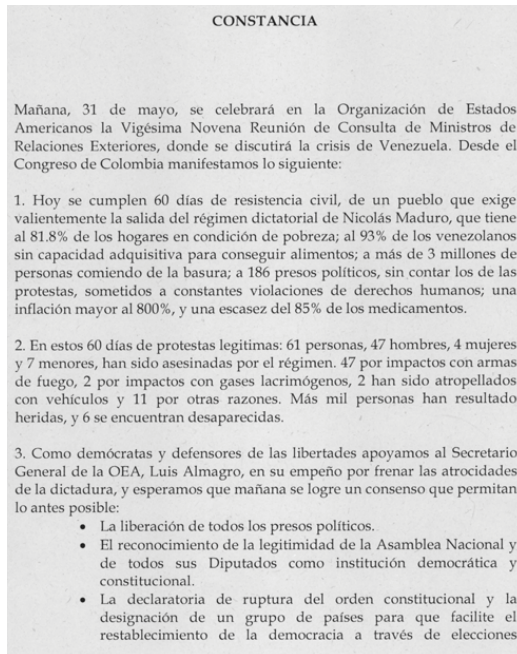 CONSTANCIA
Mañana, 31 de mayo, se celebrará en la Organización de Estados
Americanos la Vigésima Novena Reunión de Consulta de Ministros de
Relaciones Exteriores, donde se discutirá la crisis de Venezuela. Desde el
Congreso de Colombia manifestamos lo siguiente:
1. Hoy se cumplen 60 días de resistencia civil, de un pueblo que exige
valientemente la salida del régimen dictatorial de Nicolás Maduro, que tiene
al 81.8% de los hogares en condición de pobreza; al 93% de los venezolanos
sin capacidad adquisitiva para conseguir alimentos; a más de 3 millones de
personas comiendo de la basura; a 186 presos políticos, sin contar los de las
protestas, sometidos a constantes violaciones de derechos humanos; una
inflación mayor al 800%, y una escasez del 85% de los medicamentos.
2. En estos 60 días de protestas legitimas: 61 personas, 47 hombres, 4 mujeres
y 7 menores, han sido asesinadas por el régimen. 47 por impactos con armas
de fuego, 2 por impactos con gases lacrimógenos, 2 han sido atropellados
con vehículos y 11 por otras razones. Más mil personas han resultado
heridas, y 6 se encuentran desaparecidas.
3. Como demócratas y defensores de las libertades apoyamos al Secretario
General de la OEA, Luis Almagro, en su empeño por frenar las atrocidades
de la dictadura, y esperamos que mañana se logre un consenso que permitan
lo antes posible:
• La liberación de todos los presos políticos.
• El reconocimiento de la legitimidad de la Asamblea Nacional y
de todos sus Diputados como institución democrática y
constitucional.
• La declaratoria de ruptura del orden constitucional y la
designación de un grupo de países para que facilite el
restablecimiento de la democracia a través de elecciones